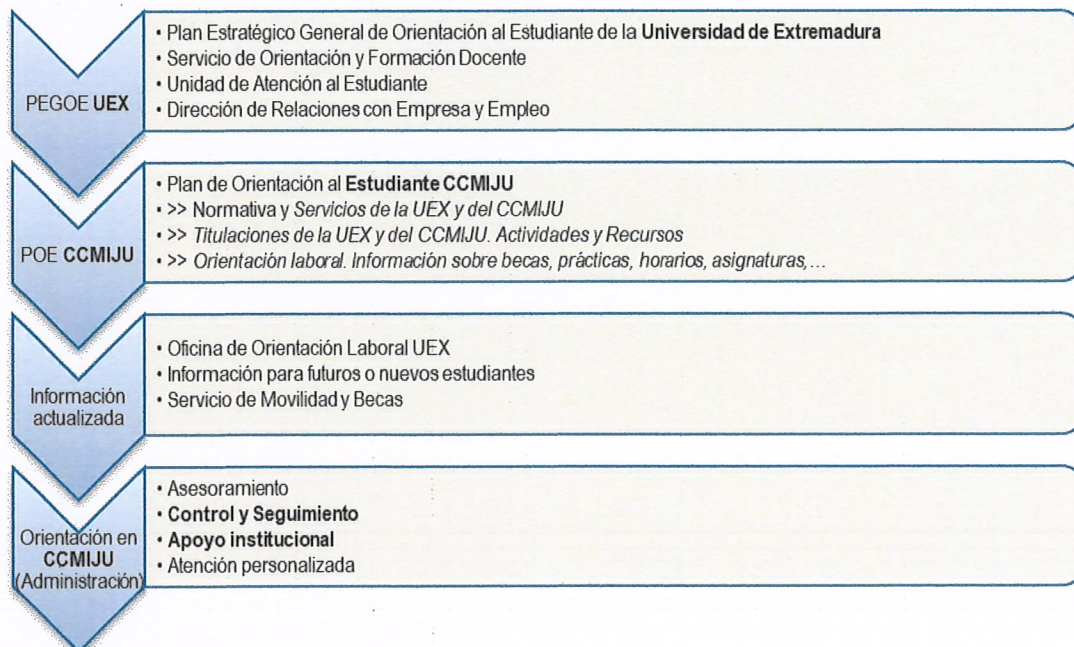 PEGOE UEX
• Plan Estratégico General de Orientación al Estudiante de la Universidad de Extremadura
• Servicio de Orientación y Formación Docente
• Unidad de Atención al Estudiante
• Dirección de Relaciones con Empresa y Empleo
POE CCMIJU
• Plan de Orientación al Estudiante CCMIJU
• >> Normativa y Servicios de la UEX y del CCMIJU
• >> Titulaciones de la UEX y del CCMIJU. Actividades y Recursos
• >> Orientación laboral. Información sobre becas, prácticas, horarios, asignaturas,...
Información
actualizada
• Oficina de Orientación Laboral UEX
• Información para futuros o nuevos estudiantes
• Servicio de Movilidad y Becas
Orientación en
CCMIJU
(Administración)
• Asesoramiento
• Control y Seguimiento
• Apoyo institucional
• Atención personalizada